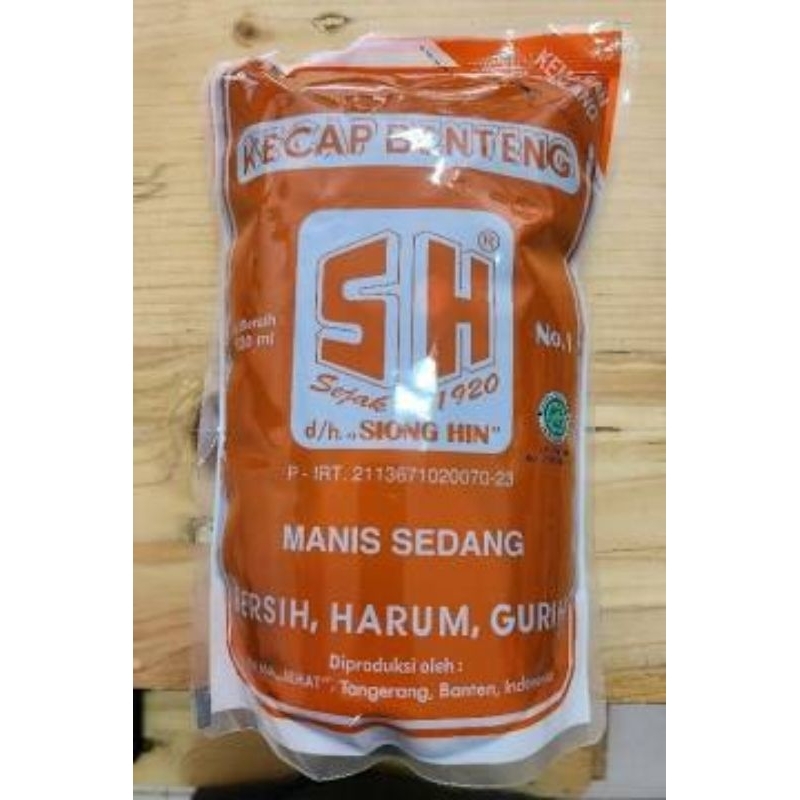 KECAP BENTENG
SH®
No.1
Sejak 1920
d/h. „SIONG HIN"
P - IRT. 2113671020070-23
MANIS SEDANG
BERSIH, HARUM, GURIH
Diproduksi oleh :
Tangerang, Banten, Indonesia